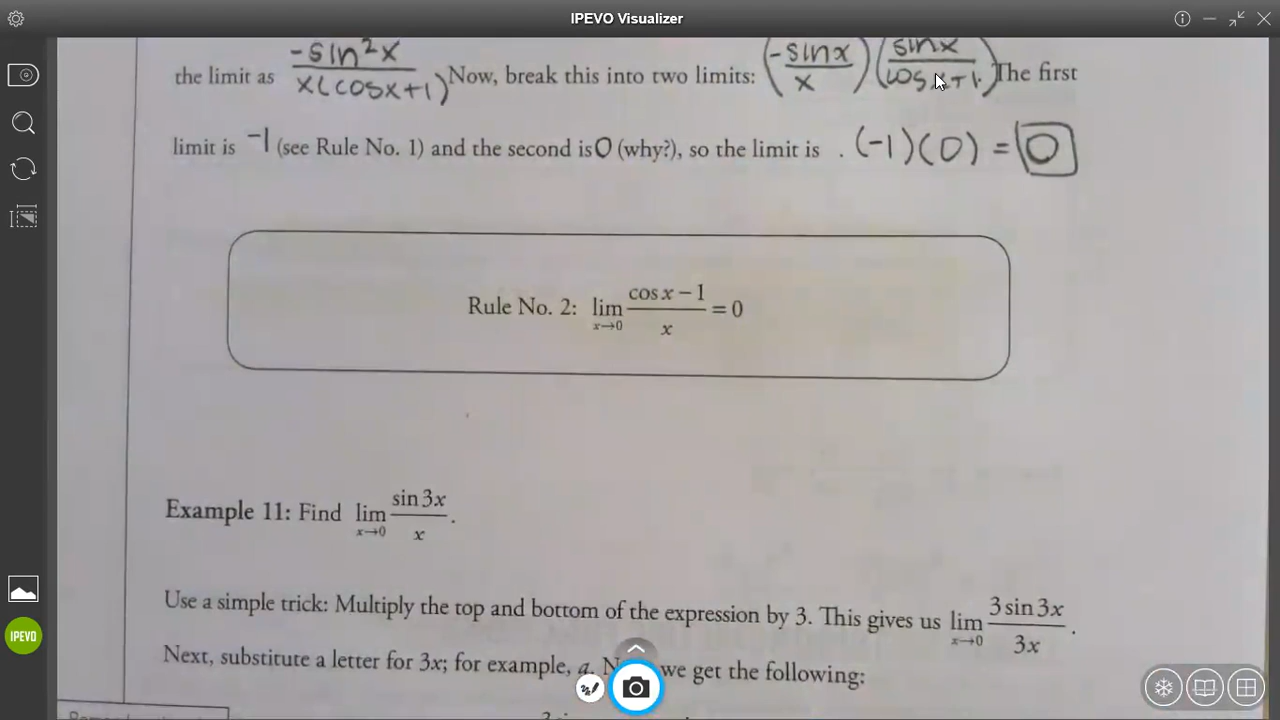 IPEVO Visualizer
the limit as -sin²x / x(cosx+1) Now, break this into two limits: (-sinx / x)(sinx / cosx+1). The first
limit is -1 (see Rule No. 1) and the second is 0 (why?), so the limit is . (-1)(0) = 0
Rule No. 2: lim x→0 cos x − 1 / x = 0
Example 11: Find lim x→0 sin 3x / x .
Use a simple trick: Multiply the top and bottom of the expression by 3. This gives us lim x→0 3 sin 3x / 3x .
Next, substitute a letter for 3x; for example, a. we get the following:
IPEVO